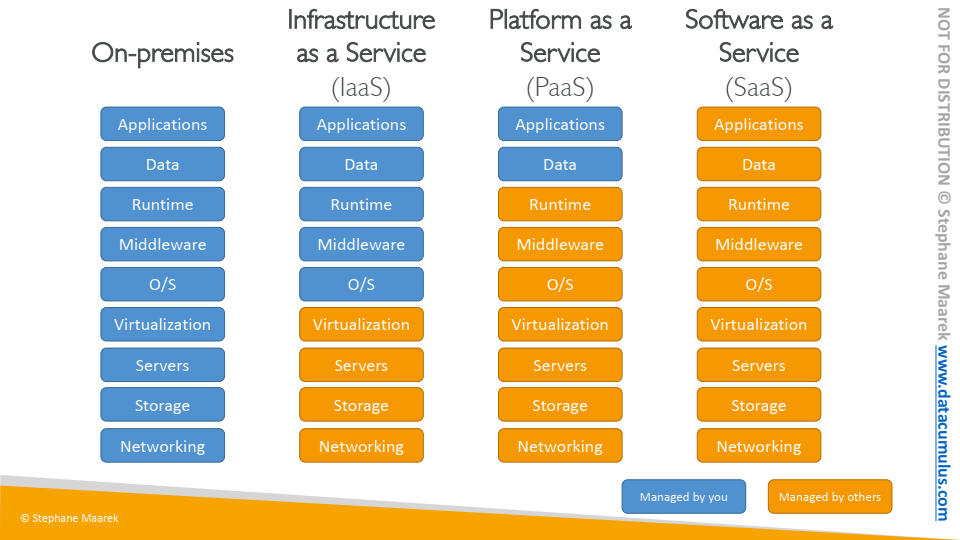 On-premises
Infrastructure
as a Service
(IaaS)
Platform as a
Service
(PaaS)
Software as a
Service
(SaaS)
Applications
Data
Runtime
Middleware
O/S
Virtualization
Servers
Storage
Networking
Applications
Data
Runtime
Middleware
O/S
Virtualization
Servers
Storage
Networking
Applications
Data
Runtime
Middleware
O/S
Virtualization
Servers
Storage
Networking
Applications
Data
Runtime
Middleware
O/S
Virtualization
Servers
Storage
Networking
Managed by you
Managed by others
© Stephane Maarek
NOT FOR DISTRIBUTION © Stephane Maarek www.datacumulus.com